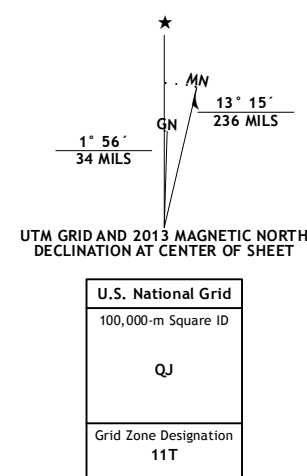 ★
MN
GN
13° 15´
236 MILS
1° 56´
34 MILS
UTM GRID AND 2013 MAGNETIC NORTH
DECLINATION AT CENTER OF SHEET
U.S. National Grid
100,000-m Square ID
QJ
Grid Zone Designation
11T